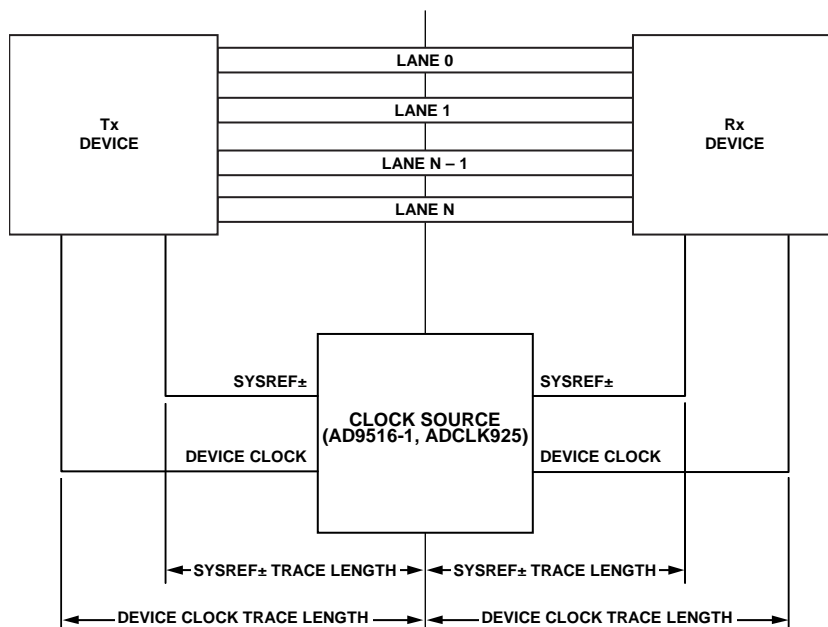 LANE 0
LANE 1
Tx
DEVICE
Rx
DEVICE
LANE N – 1
LANE N
SYSREF±
SYSREF±
CLOCK SOURCE
(AD9516-1, ADCLK925)
DEVICE CLOCK
DEVICE CLOCK
SYSREF± TRACE LENGTH
SYSREF± TRACE LENGTH
DEVICE CLOCK TRACE LENGTH
DEVICE CLOCK TRACE LENGTH